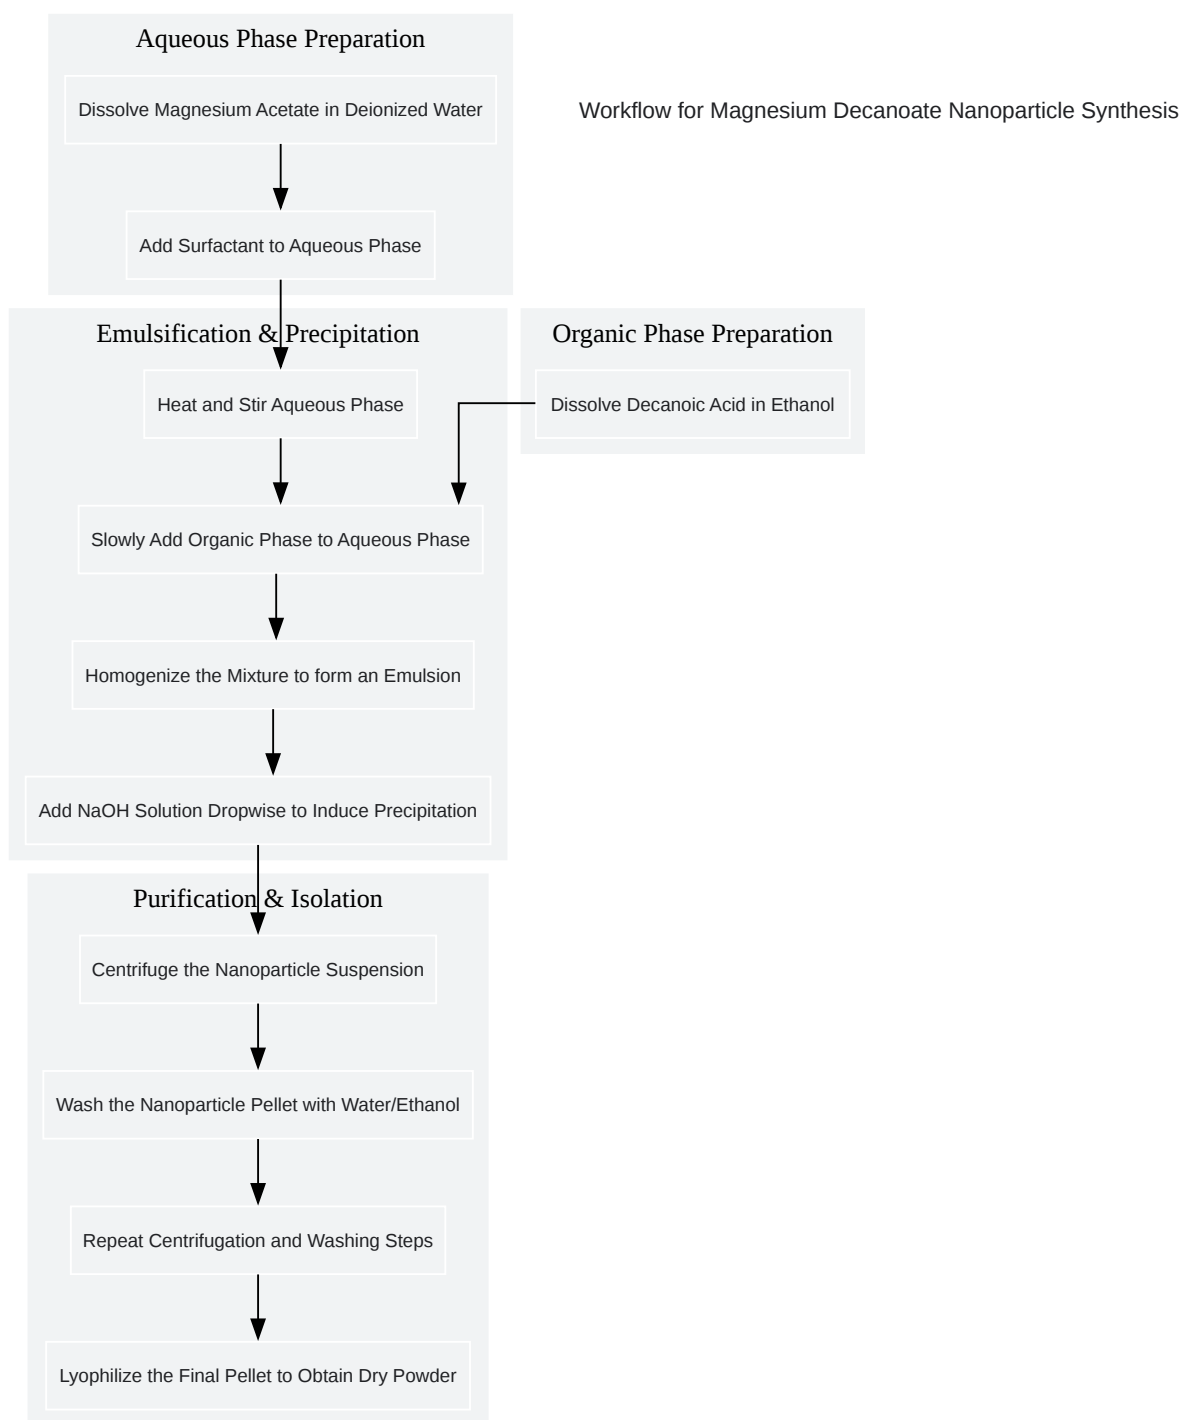 Aqueous Phase Preparation
Dissolve Magnesium Acetate in Deionized Water
Workflow for Magnesium Decanoate Nanoparticle Synthesis
Add Surfactant to Aqueous Phase
Emulsification & Precipitation
Organic Phase Preparation
Heat and Stir Aqueous Phase
Dissolve Decanoic Acid in Ethanol
Slowly Add Organic Phase to Aqueous Phase
Homogenize the Mixture to form an Emulsion
Add NaOH Solution Dropwise to Induce Precipitation
Purification & Isolation
Centrifuge the Nanoparticle Suspension
Wash the Nanoparticle Pellet with Water/Ethanol
Repeat Centrifugation and Washing Steps
Lyophilize the Final Pellet to Obtain Dry Powder